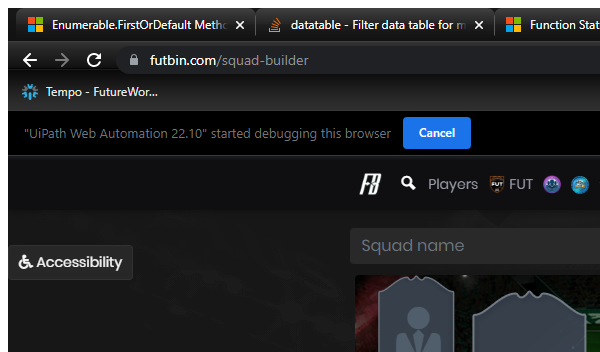 Enumerable.FirstOrDefault Metho
datatable - Filter data table for m
Function Stat
futbin.com/squad-builder
Tempo - FutureWor...
"UiPath Web Automation 22.10" started debugging this browser
Cancel
Players
FUT
FUT
Squad name
Accessibility